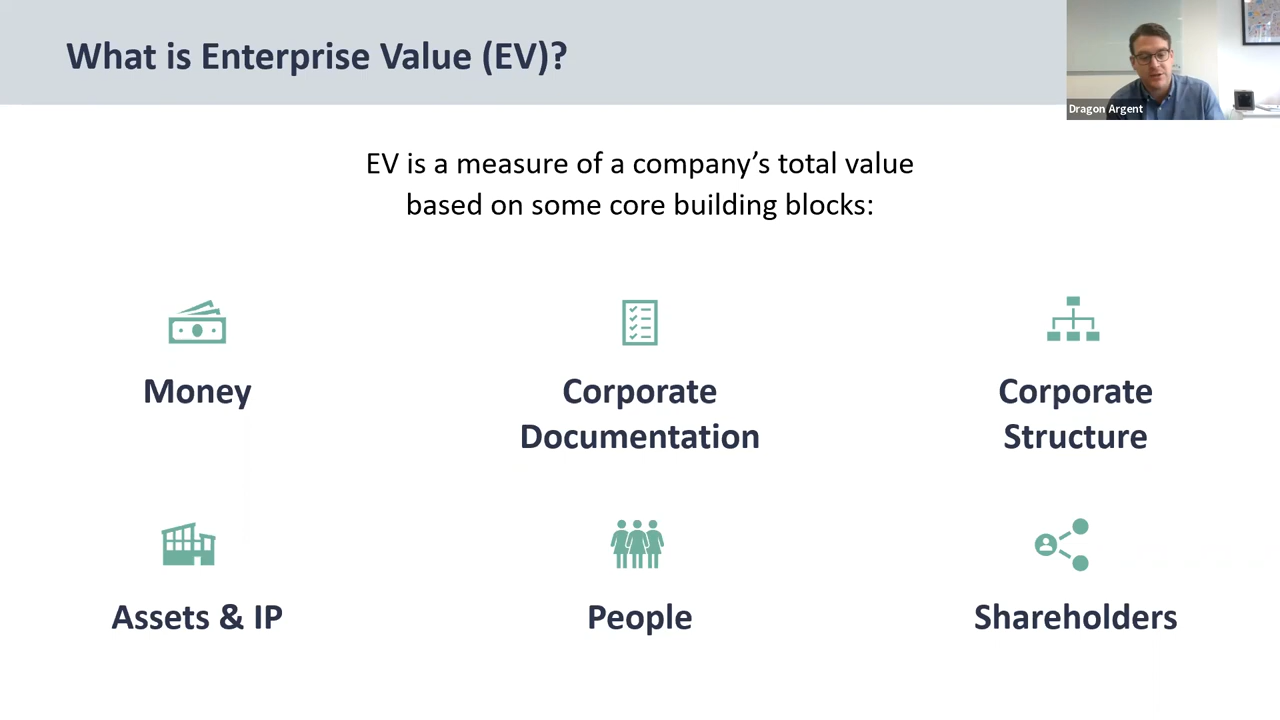 What is Enterprise Value (EV)?
Dragon Argent
EV is a measure of a company’s total value
based on some core building blocks:
Money
Corporate
Documentation
Corporate
Structure
Assets & IP
People
Shareholders